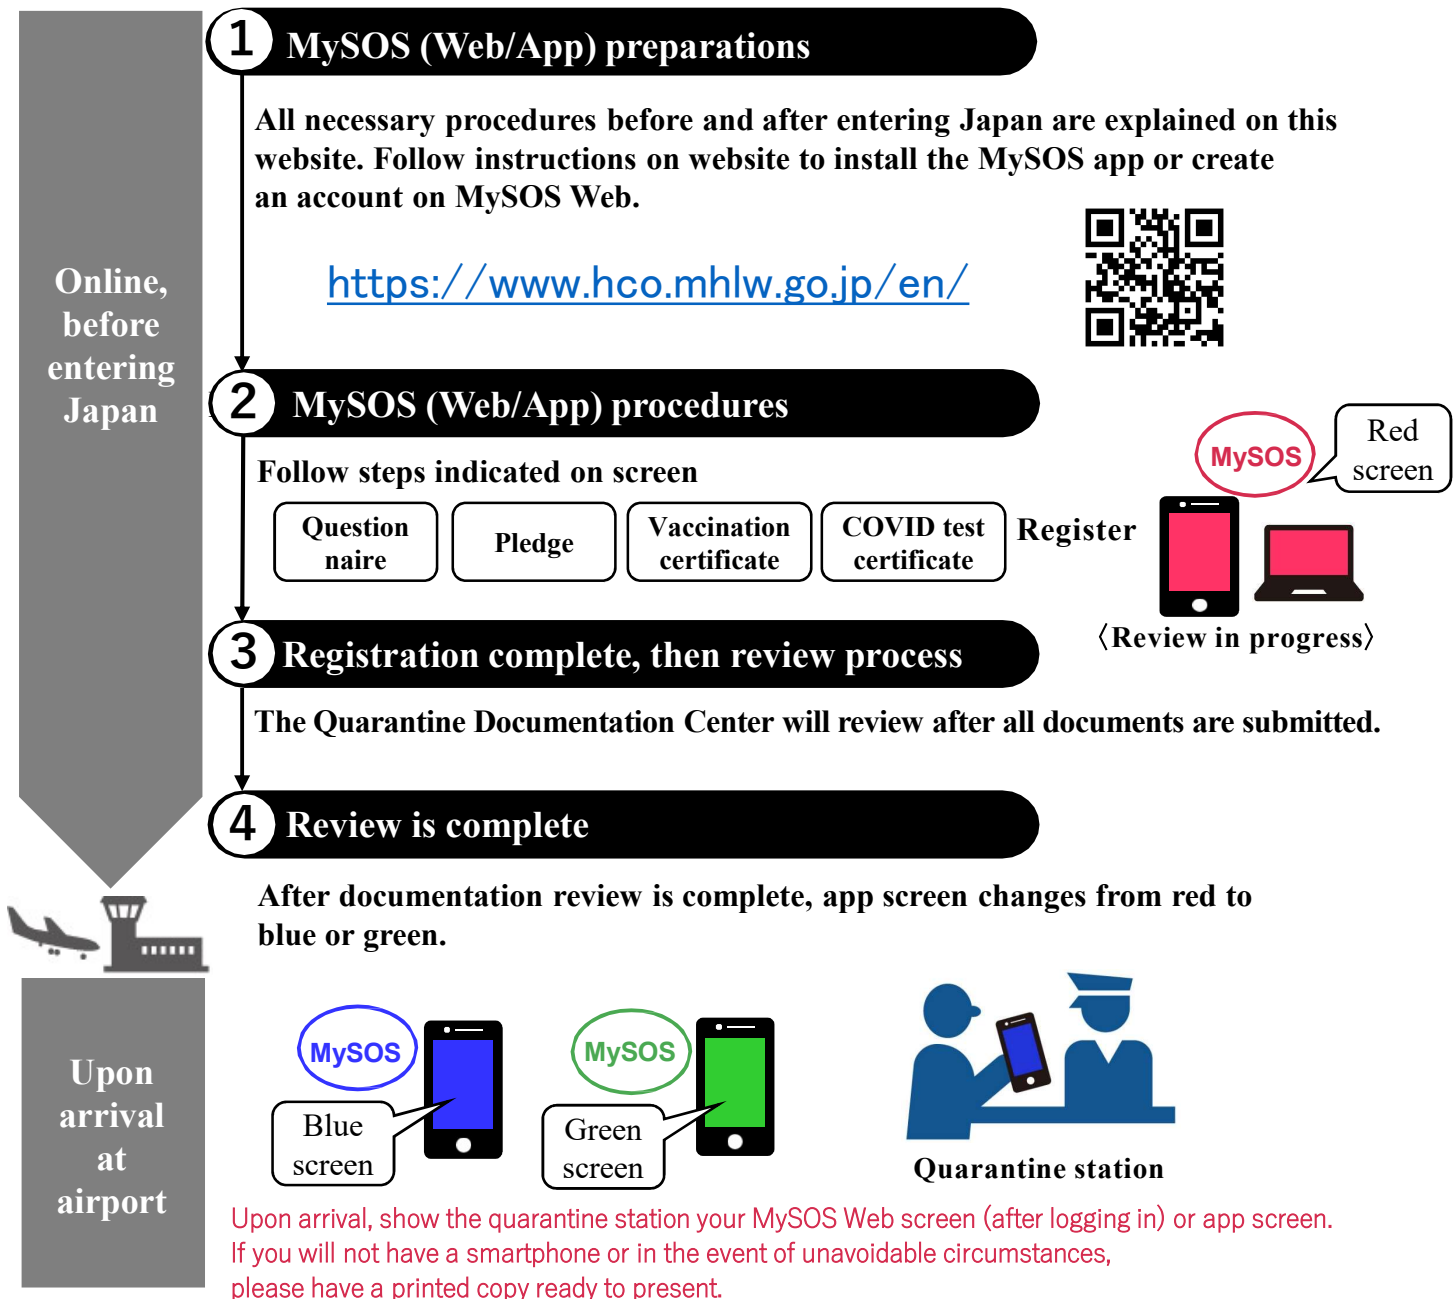 1 MySOS (Web/App) preparations
All necessary procedures before and after entering Japan are explained on this
website. Follow instructions on website to install the MySOS app or create
an account on MySOS Web.
https://www.hco.mhlw.go.jp/en/
Online,
before
entering
Japan
2 MySOS (Web/App) procedures
Follow steps indicated on screen
Question
naire
Pledge
Vaccination
certificate
COVID test
certificate
Register
MySOS
Red
screen
〈Review in progress〉
3 Registration complete, then review process
The Quarantine Documentation Center will review after all documents are submitted.
4 Review is complete
After documentation review is complete, app screen changes from red to
blue or green.
Upon
arrival
at
airport
MySOS
Blue
screen
MySOS
Green
screen
Quarantine station
Upon arrival, show the quarantine station your MySOS Web screen (after logging in) or app screen.
If you will not have a smartphone or in the event of unavoidable circumstances,
please have a printed copy ready to present.